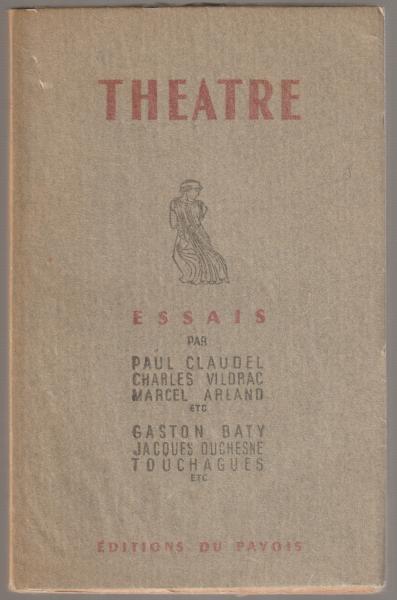 THEATRE
ESSAIS
PAR
PAUL CLAUDEL
CHARLES VILDRAC
MARCEL ARLAND
ETC
GASTON BATY
JACQUES DUCHESNE
TOUCHAGUES
ETC
ÉDITIONS DU PAVOIS